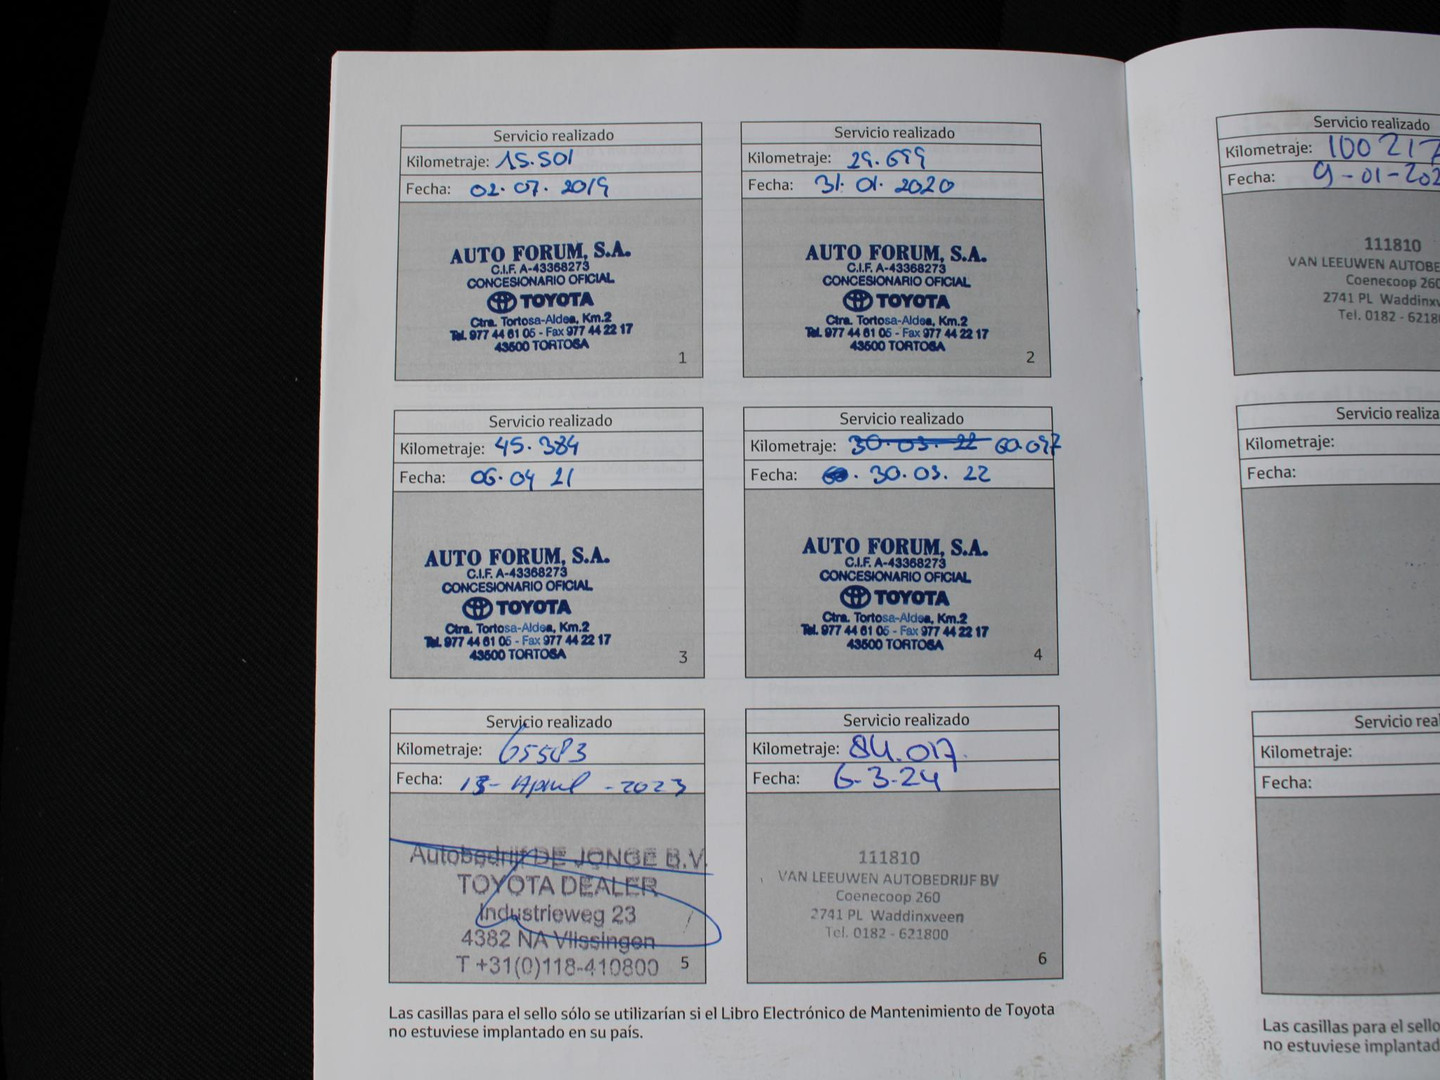 Servicio realizado
Kilometraje: 15.501
Fecha: 02.07.2019
AUTO FORUM, S.A.
C.I.F. A-43368273
CONCESIONARIO OFICIAL
TOYOTA
Ctra. Tortosa-Aldea, Km.2
Tel. 977 44 61 05 - Fax 977 44 22 17
43500 TORTOSA
1
Servicio realizado
Kilometraje: 29.699
Fecha: 31.01.2020
AUTO FORUM, S.A.
C.I.F. A-43368273
CONCESIONARIO OFICIAL
TOYOTA
Ctra. Tortosa-Aldea, Km.2
Tel. 977 44 61 05 - Fax 977 44 22 17
43500 TORTOSA
2
Servicio realizado
Kilometraje: 45.384
Fecha: 06.04 21
AUTO FORUM, S.A.
C.I.F. A-43368273
CONCESIONARIO OFICIAL
TOYOTA
Ctra. Tortosa-Aldea, Km.2
Tel. 977 44 61 05 - Fax 977 44 22 17
43500 TORTOSA
3
Servicio realizado
Kilometraje: 30.03.22 60.097
Fecha: 30.03.22
AUTO FORUM, S.A.
C.I.F. A-43368273
CONCESIONARIO OFICIAL
TOYOTA
Ctra. Tortosa-Aldea, Km.2
Tel. 977 44 61 05 - Fax 977 44 22 17
43500 TORTOSA
4
Servicio realizado
Kilometraje: 65583
Fecha: 13-April-2023
Autobedrijf DE JONGE B.V.
TOYOTA DEALER
Industrieweg 23
4382 NA Vlissingen
T +31(0)118-410800
5
Servicio realizado
Kilometraje: 84.017
Fecha: 6-3-24
111810
VAN LEEUWEN AUTOBEDRIJF BV
Coenecoop 260
2741 PL Waddinxveen
Tel. 0182 - 621800
6
Las casillas para el sello sólo se utilizarían si el Libro Electrónico de Mantenimiento de Toyota
no estuviese implantado en su país.
Servicio realizado
Kilometraje: 100217
Fecha: 9-01-202
111810
VAN LEEUWEN AUTOBE
Coenecoop 260
2741 PL Waddinxv
Tel. 0182 - 6218
Servicio realiza
Kilometraje:
Fecha:
Servicio rea
Kilometraje:
Fecha:
Las casillas para el sello
no estuviese implantad